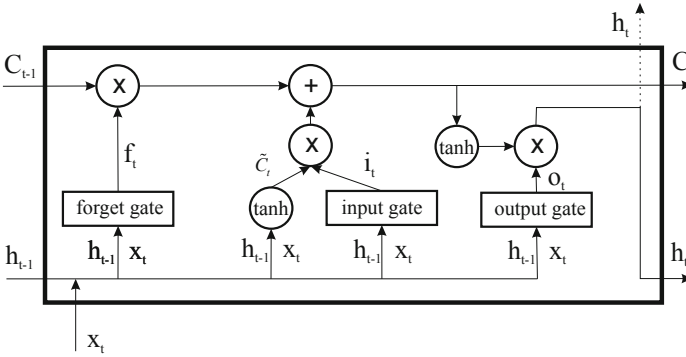 h_t
C_{t-1}
C
x
+
x
tanh
x
f_t
C̃_t
i_t
o_t
forget gate
tanh
input gate
output gate
h_{t-1}
h_{t-1} x_t
h_{t-1} x_t
h_{t-1} x_t
h_{t-1} x_t
h_t
x_t